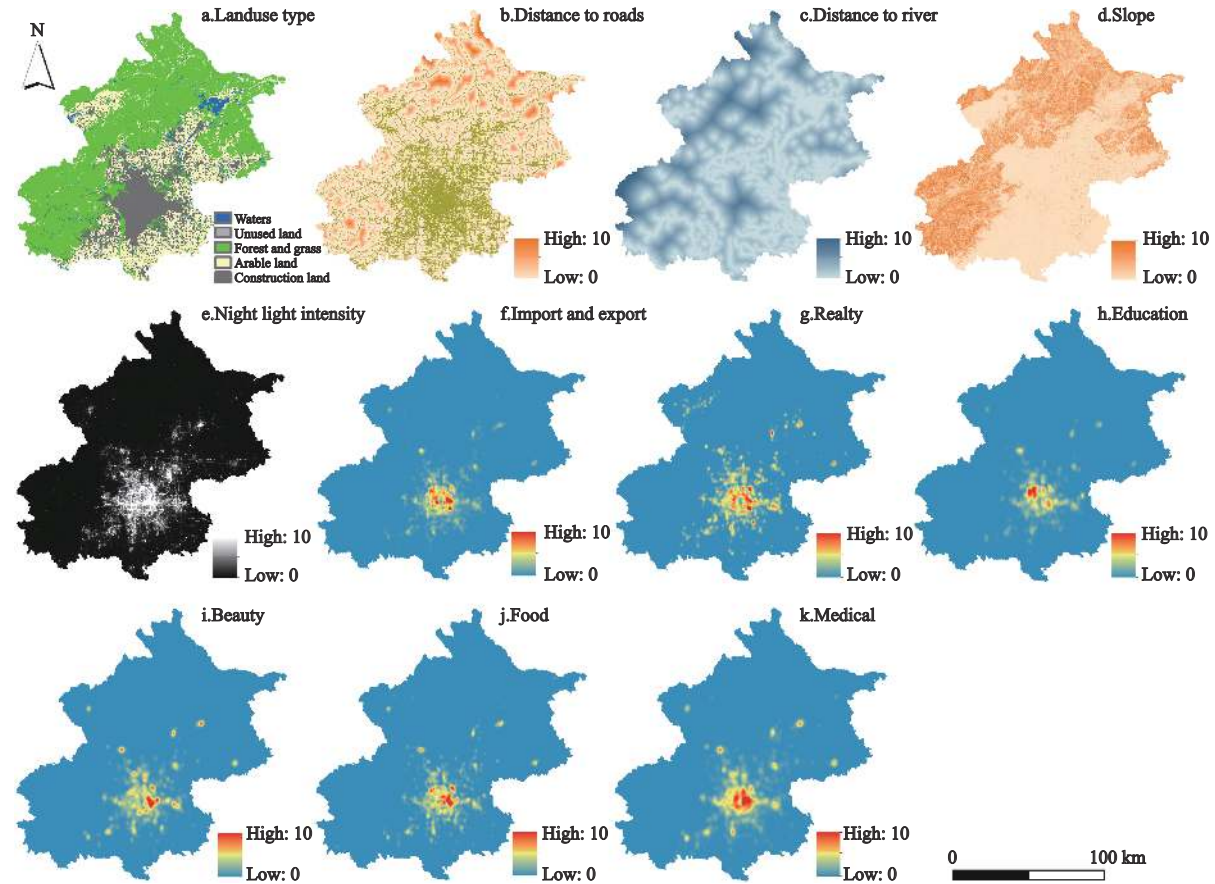 a.Landuse type
b.Distance to roads
c.Distance to river
d.Slope
N
Waters
Unused land
Forest and grass
Arable land
Construction land
High: 10
Low: 0
High: 10
Low: 0
High: 10
Low: 0
e.Night light intensity
f.Import and export
g.Realty
h.Education
High: 10
Low: 0
High: 10
Low: 0
High: 10
Low: 0
High: 10
Low: 0
i.Beauty
j.Food
k.Medical
High: 10
Low: 0
High: 10
Low: 0
High: 10
Low: 0
0 100 km